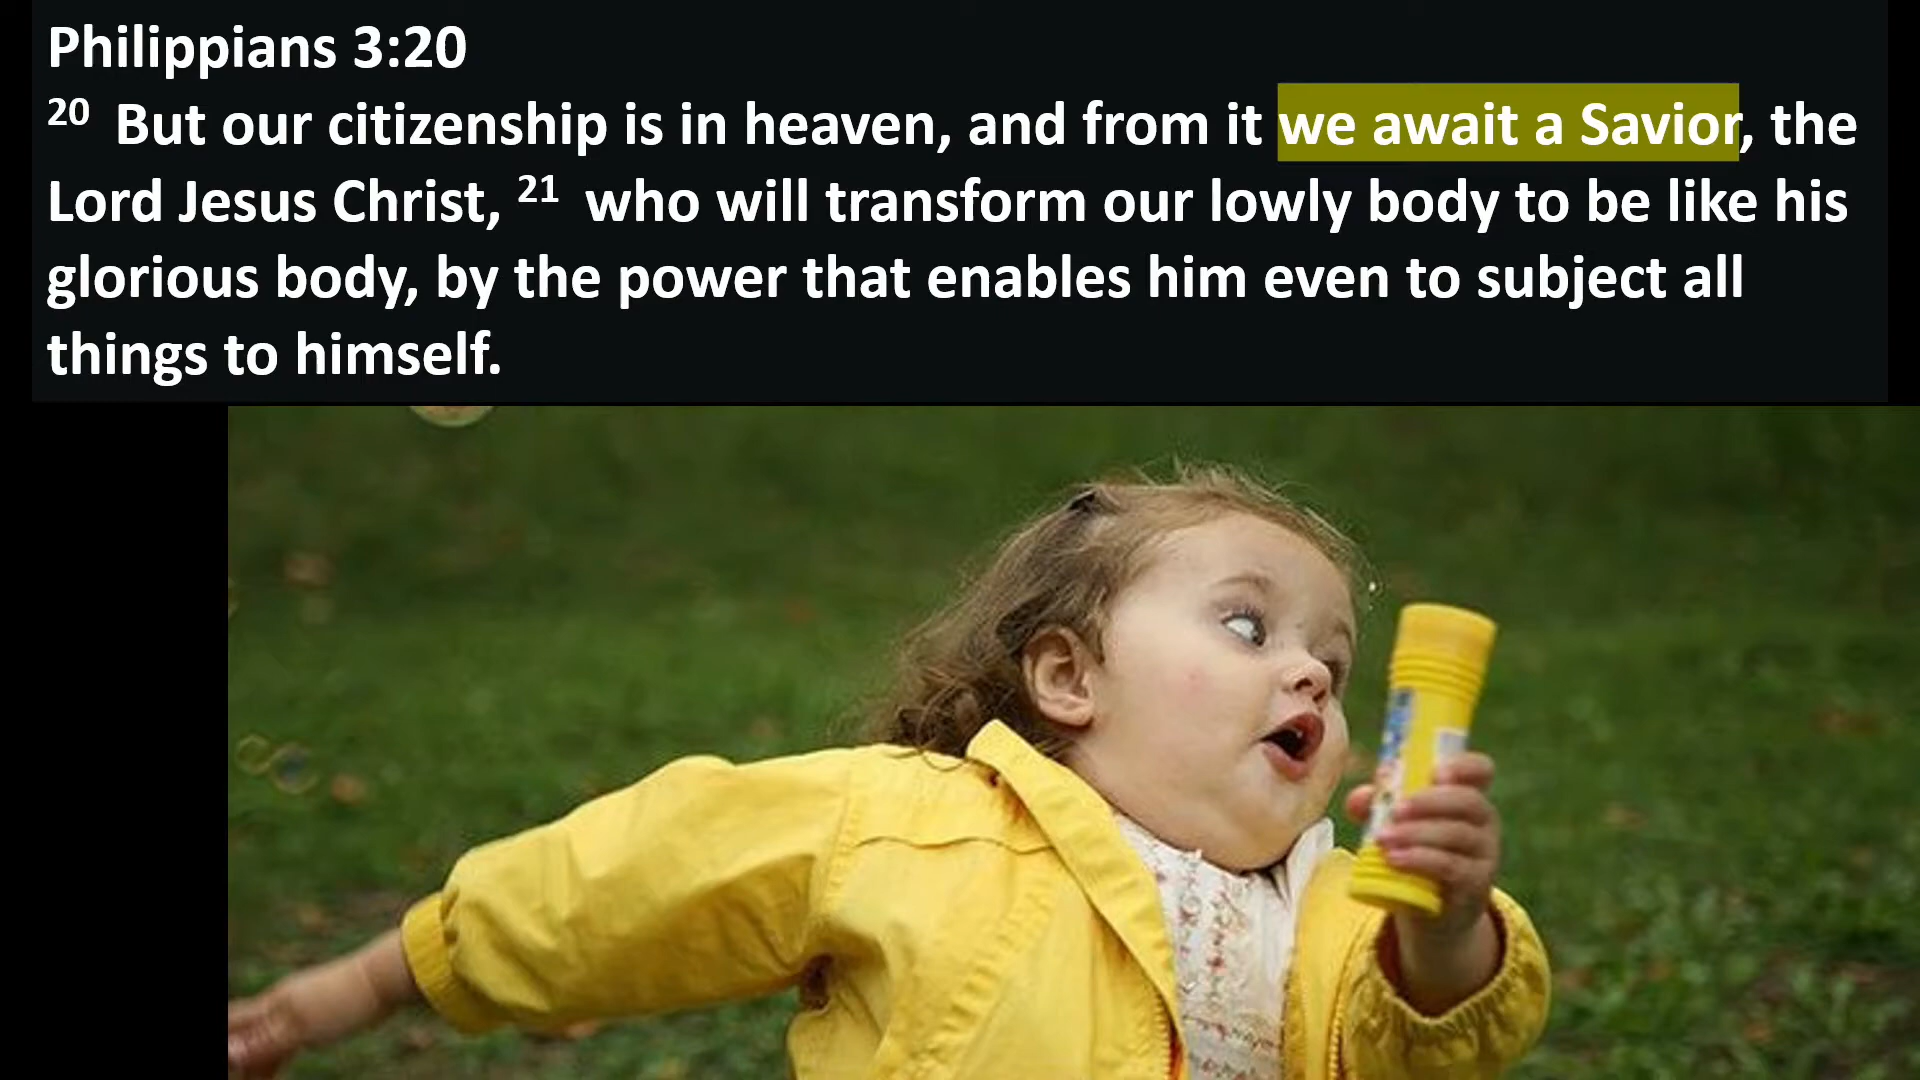 Philippians 3:20
20 But our citizenship is in heaven, and from it we await a Savior, the
Lord Jesus Christ, 21 who will transform our lowly body to be like his
glorious body, by the power that enables him even to subject all
things to himself.